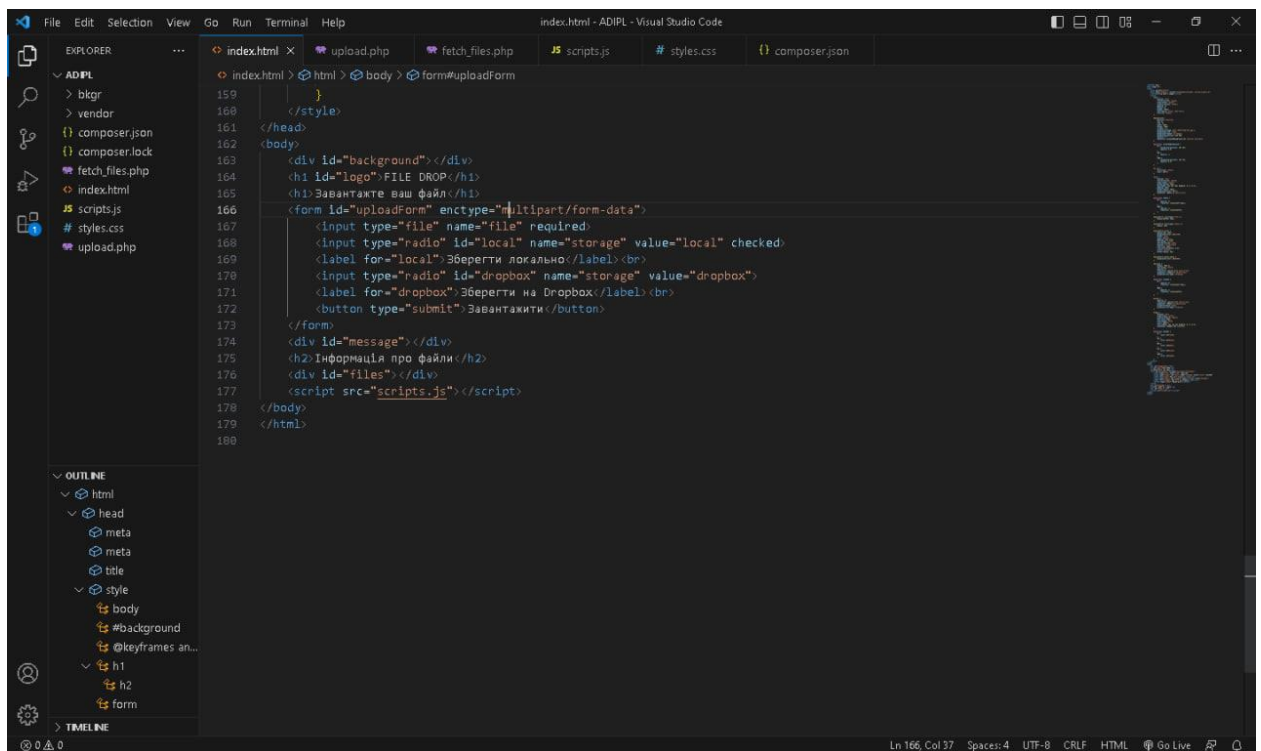 File Edit Selection View Go Run Terminal Help
index.html - ADIPL - Visual Studio Code
EXPLORER ...
index.html × upload.php fetch_files.php JS scripts.js # styles.css {} composer.json
index.html > html > body > form#uploadForm
ADIPL
> bkgr
> vendor
{} composer.json
{} composer.lock
fetch_files.php
<> index.html
JS scripts.js
# styles.css
upload.php
159 }
160 </style>
161 </head>
162 <body>
163 <div id="background"></div>
164 <h1 id="logo">FILE DROP</h1>
165 <h1>Завантажте ваш файл</h1>
166 <form id="uploadForm" enctype="multipart/form-data">
167 <input type="file" name="file" required>
168 <input type="radio" id="local" name="storage" value="local" checked>
169 <label for="local">Зберегти локально</label><br>
170 <input type="radio" id="dropbox" name="storage" value="dropbox">
171 <label for="dropbox">Зберегти на Dropbox</label><br>
172 <button type="submit">Завантажити</button>
173 </form>
174 <div id="message"></div>
175 <h2>Інформація про файли</h2>
176 <div id="files"></div>
177 <script src="scripts.js"></script>
178 </body>
179 </html>
180
OUTLINE
html
head
meta
meta
title
style
body
#background
@keyframes an...
h1
h2
form
> TIMELINE
0 0
Ln 166, Col 37 Spaces: 4 UTF-8 CRLF HTML Go Live